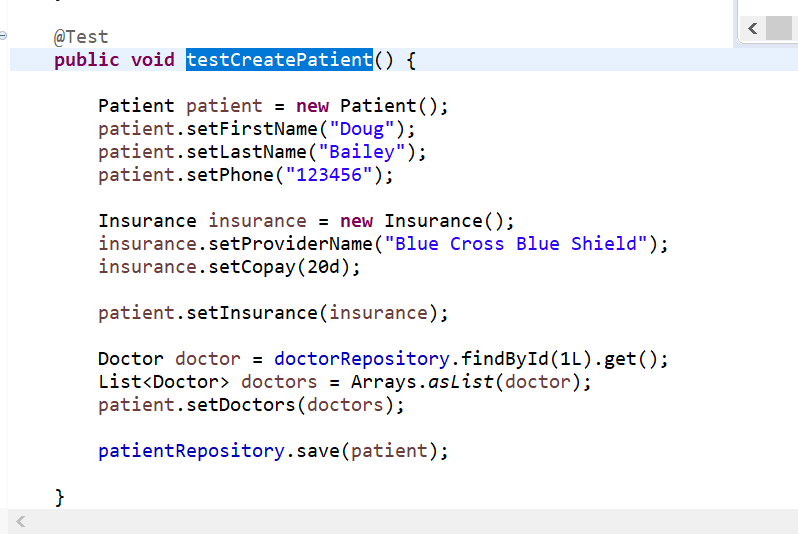 @Test
public void testCreatePatient() {
Patient patient = new Patient();
patient.setFirstName("Doug");
patient.setLastName("Bailey");
patient.setPhone("123456");
Insurance insurance = new Insurance();
insurance.setProviderName("Blue Cross Blue Shield");
insurance.setCopay(20d);
patient.setInsurance(insurance);
Doctor doctor = doctorRepository.findById(1L).get();
List<Doctor> doctors = Arrays.asList(doctor);
patient.setDoctors(doctors);
patientRepository.save(patient);
}